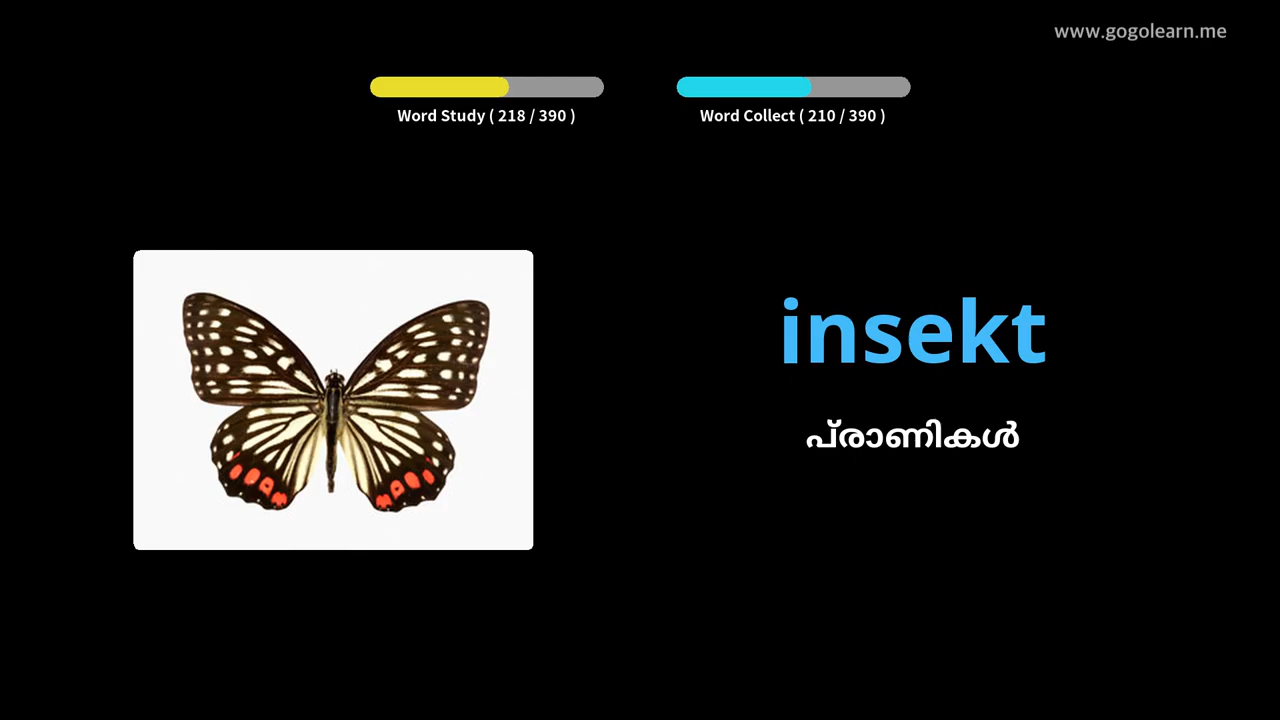 www.gogolearn.me
Word Study ( 218 / 390 )
Word Collect ( 210 / 390 )
insekt
പ്രാണികൾ